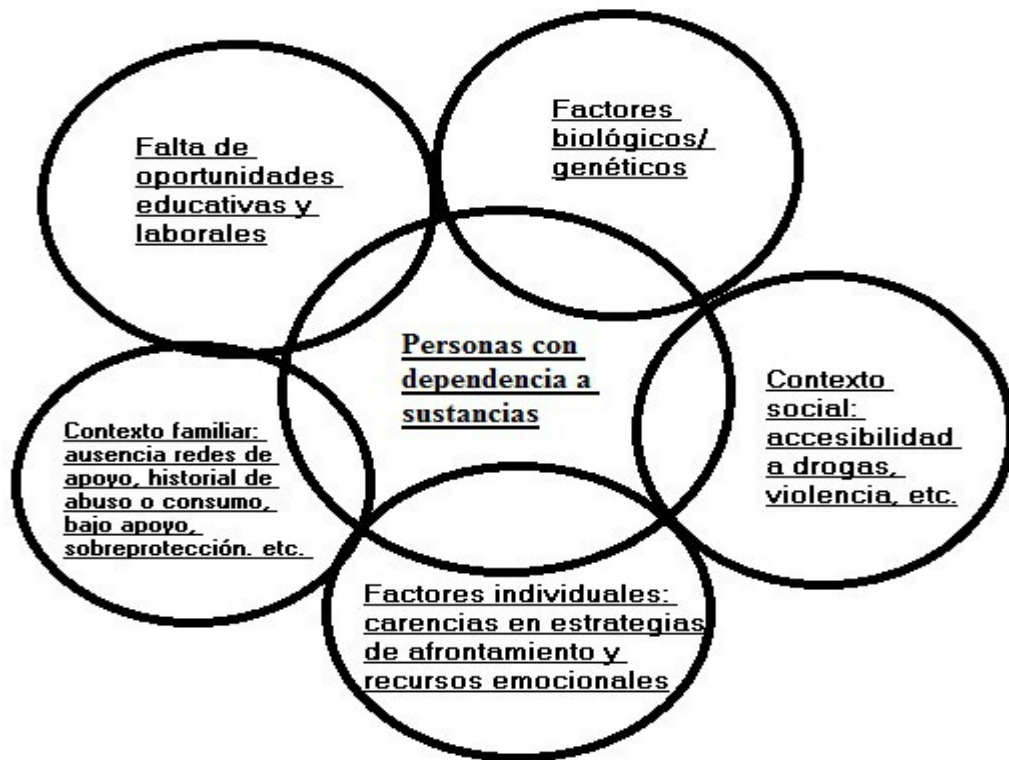 Falta de
oportunidades
educativas y
laborales
Factores
biológicos/
genéticos
Personas con
dependencia a
sustancias
Contexto
social:
accesibilidad
a drogas,
violencia, etc.
Contexto familiar:
ausencia redes de
apoyo, historial de
abuso o consumo,
bajo apoyo,
sobreprotección. etc.
Factores individuales:
carencias en estrategias
de afrontamiento y
recursos emocionales